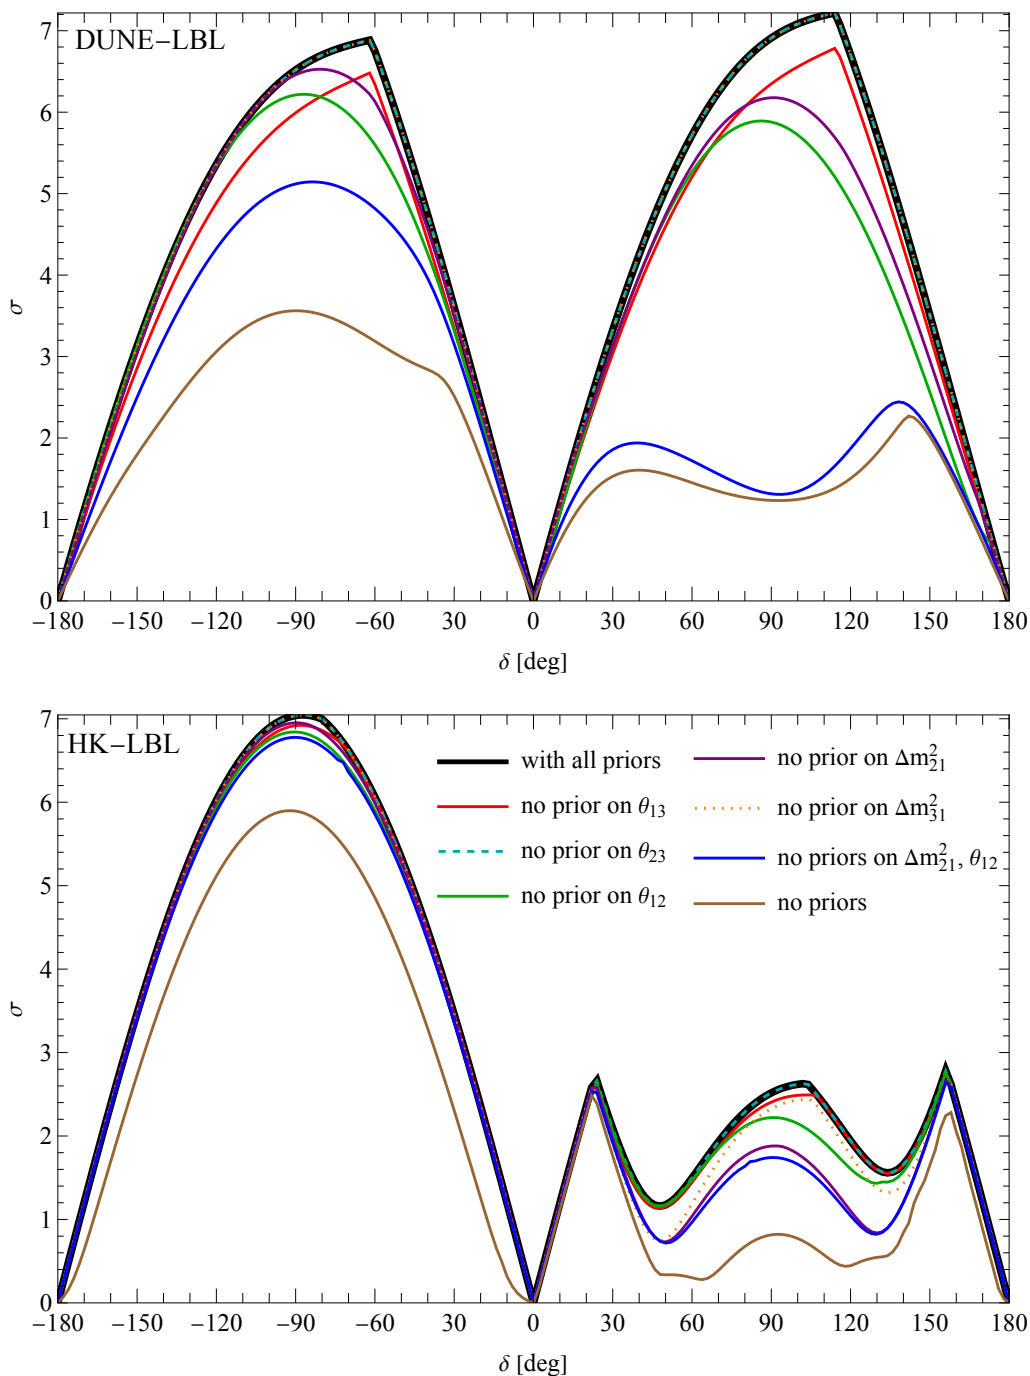 DUNE−LBL
7
6
5
4
3
2
1
0
σ
−180 −150 −120 −90 −60 −30 0 30 60 90 120 150 180
δ [deg]
HK−LBL
7
6
5
4
3
2
1
0
σ
with all priors
no prior on θ13
no prior on θ23
no prior on θ12
no prior on Δm²21
no prior on Δm²31
no priors on Δm²21, θ12
no priors
−180 −150 −120 −90 −60 −30 0 30 60 90 120 150 180
δ [deg]